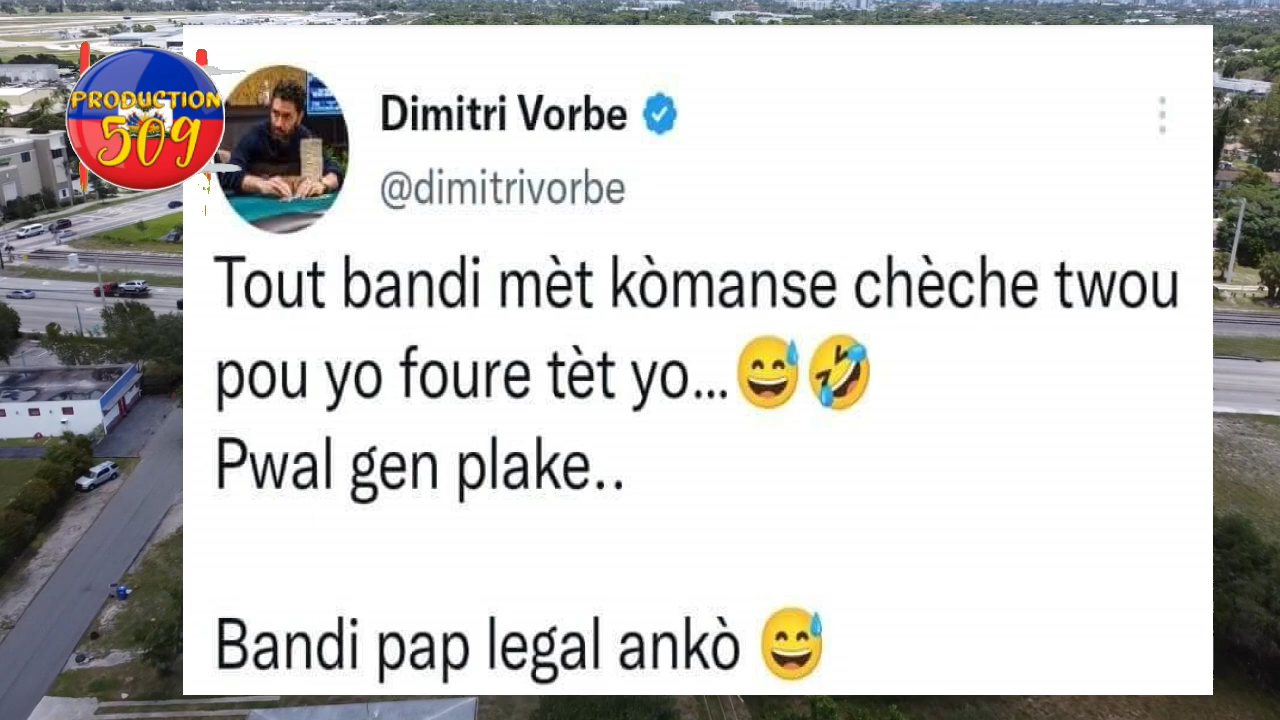 PRODUCTION
509
Dimitri Vorbe
@dimitrivorbe
Tout bandi mèt kòmanse chèche twou
pou yo foure tèt yo...😅🤣
Pwal gen plake..
Bandi pap legal ankò 😅